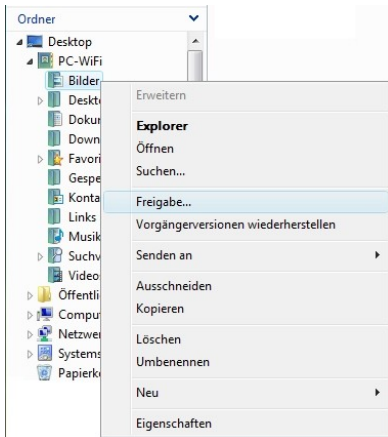 Ordner
Desktop
PC-WiFi
Bilder
Deskt
Dokur
Down
Favori
Gespe
Konta
Links
Musik
Suchv
Video
Öffentli
Compu
Netzwe
Systems
Papierk
Erweitern
Explorer
Öffnen
Suchen...
Freigabe...
Vorgängerversionen wiederherstellen
Senden an
Ausschneiden
Kopieren
Löschen
Umbenennen
Neu
Eigenschaften